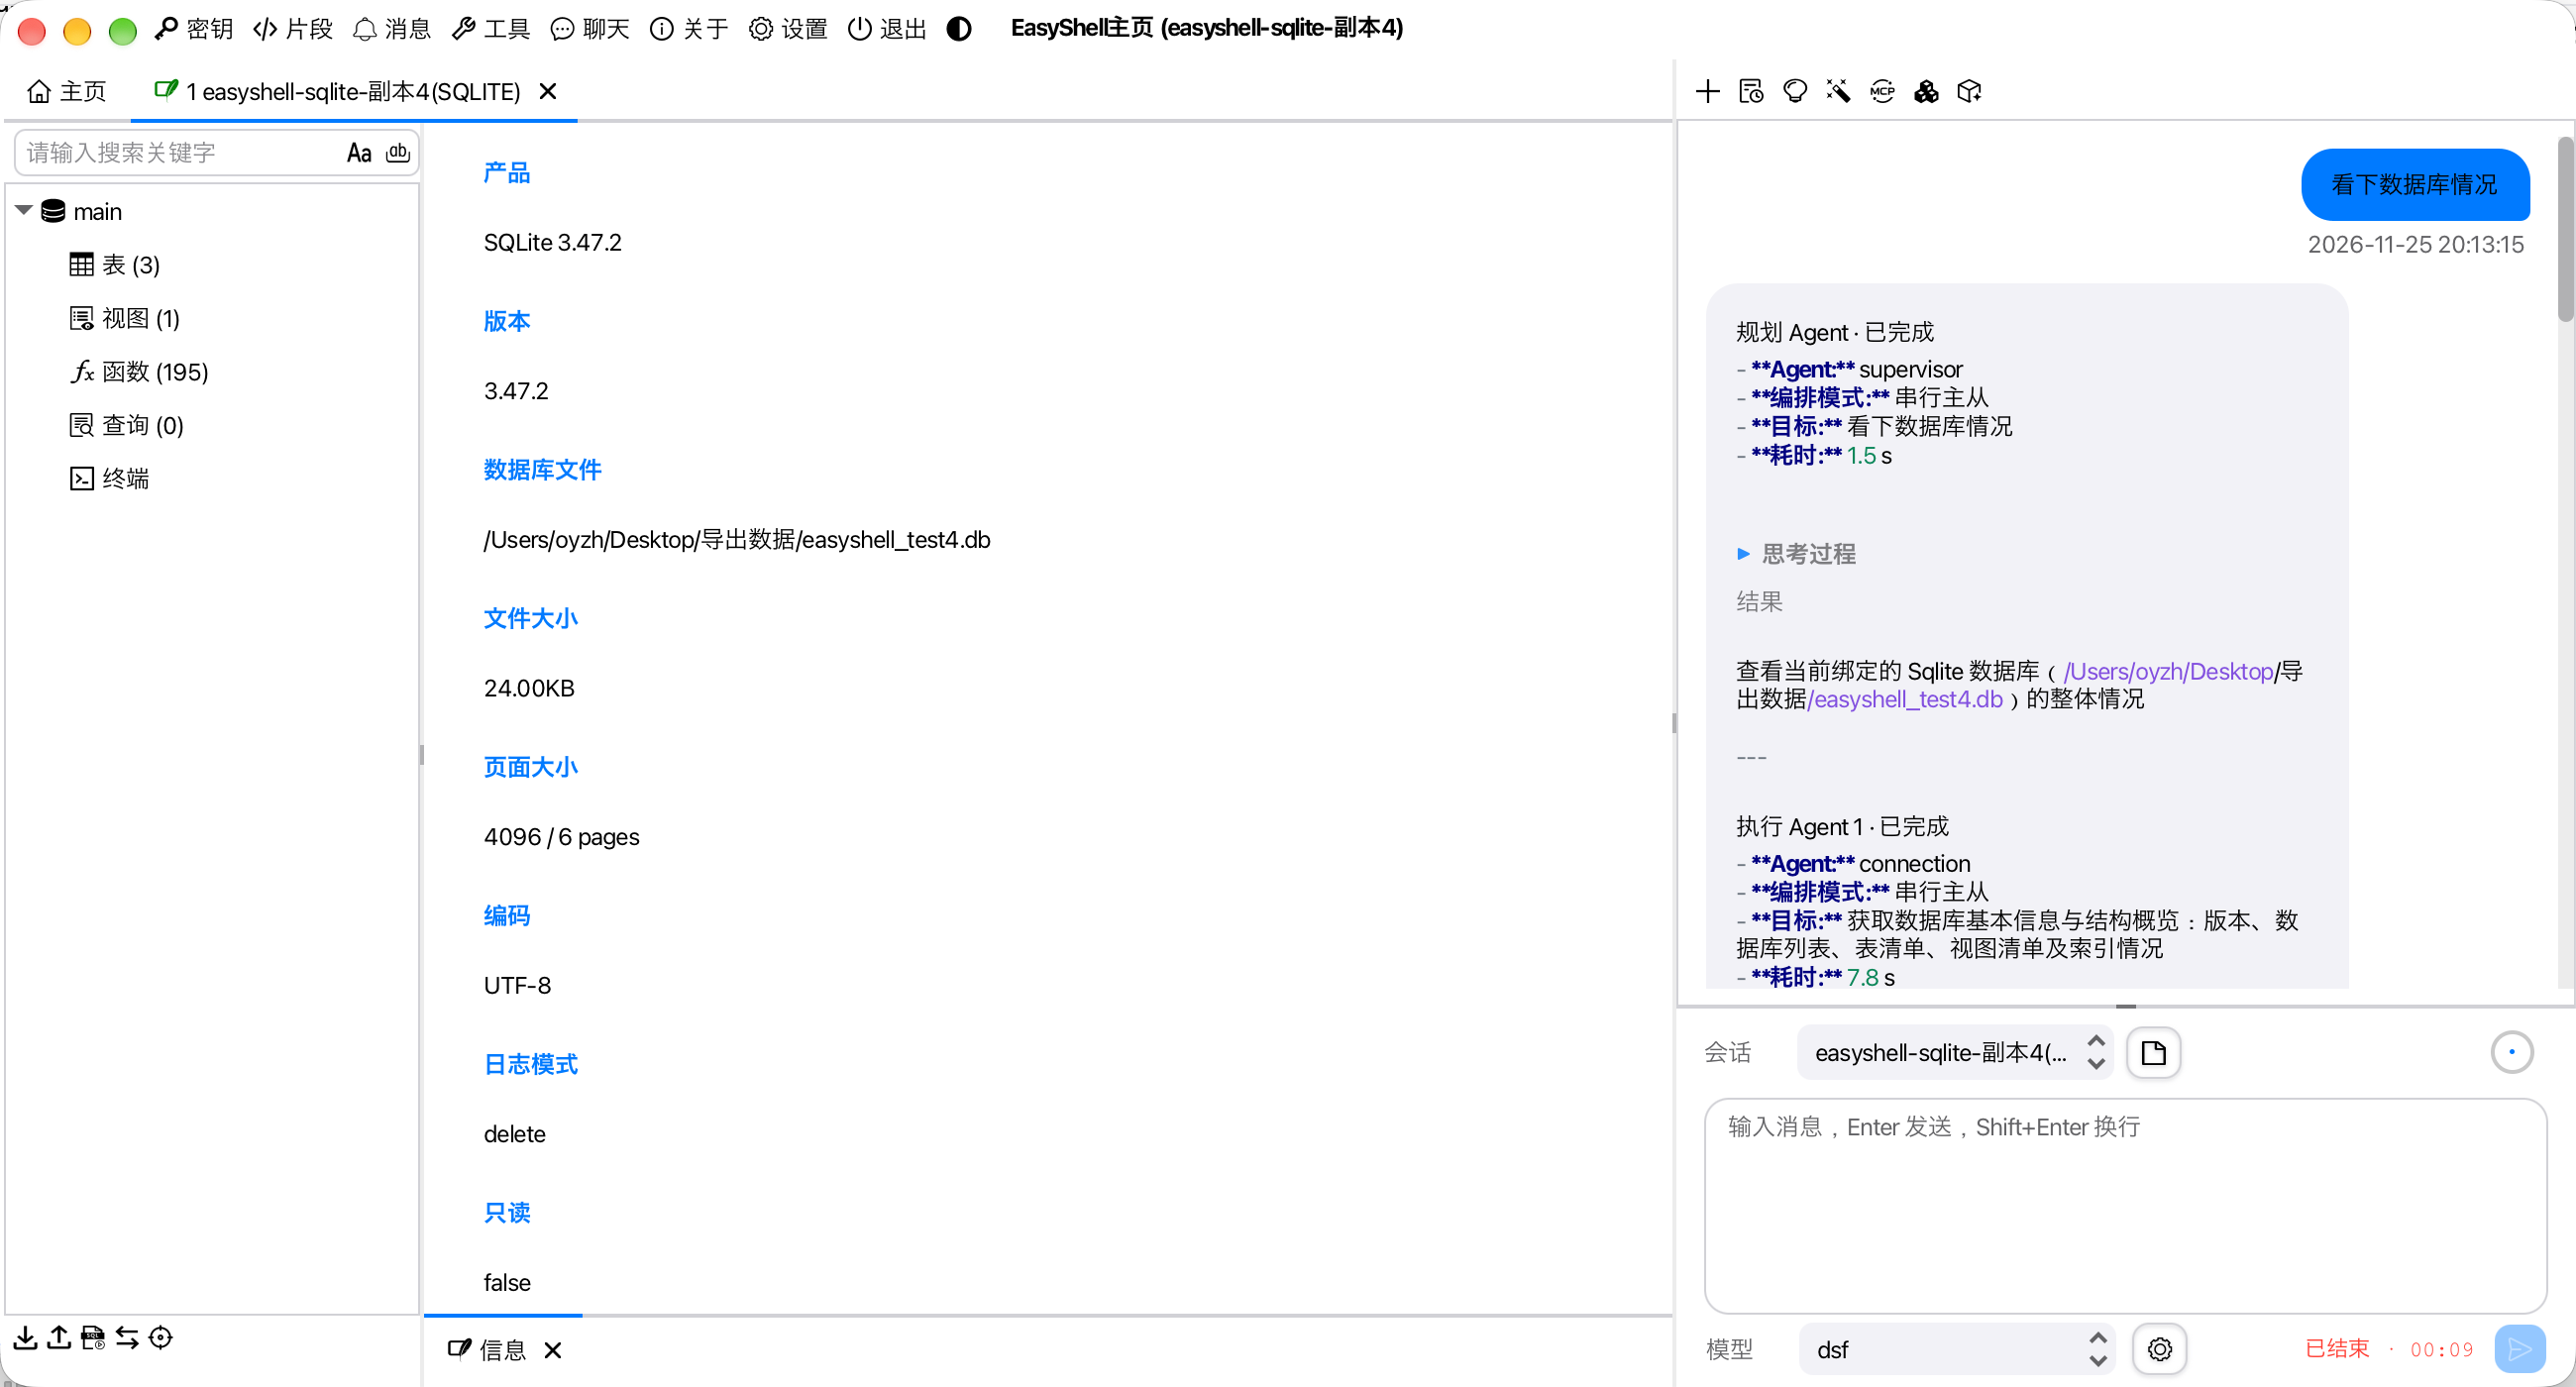 密钥 片段 消息 工具 聊天 关于 设置 退出 EasyShell主页 (easyshell-sqlite-副本4)
主页 1 easyshell-sqlite-副本4(SQLITE)
MCP
请输入搜索关键字 Aa ab
main
表 (3)
视图 (1)
fx 函数 (195)
查询 (0)
终端
产品
SQLite 3.47.2
版本
3.47.2
数据库文件
/Users/oyzh/Desktop/导出数据/easyshell_test4.db
文件大小
24.00KB
页面大小
4096 / 6 pages
编码
UTF-8
日志模式
delete
只读
false
信息
看下数据库情况
2026-11-25 20:13:15
规划 Agent · 已完成
- **Agent:** supervisor
- **编排模式:** 串行主从
- **目标:** 看下数据库情况
- **耗时:** 1.5 s
思考过程
结果
查看当前绑定的 Sqlite 数据库（/Users/oyzh/Desktop/导
出数据/easyshell_test4.db）的整体情况
---
执行 Agent 1 · 已完成
- **Agent:** connection
- **编排模式:** 串行主从
- **目标:** 获取数据库基本信息与结构概览：版本、数
据库列表、表清单、视图清单及索引情况
- **耗时:** 7.8 s
会话 easyshell-sqlite-副本4(...
输入消息，Enter 发送，Shift+Enter 换行
模型 dsf 已结束 · 00:09